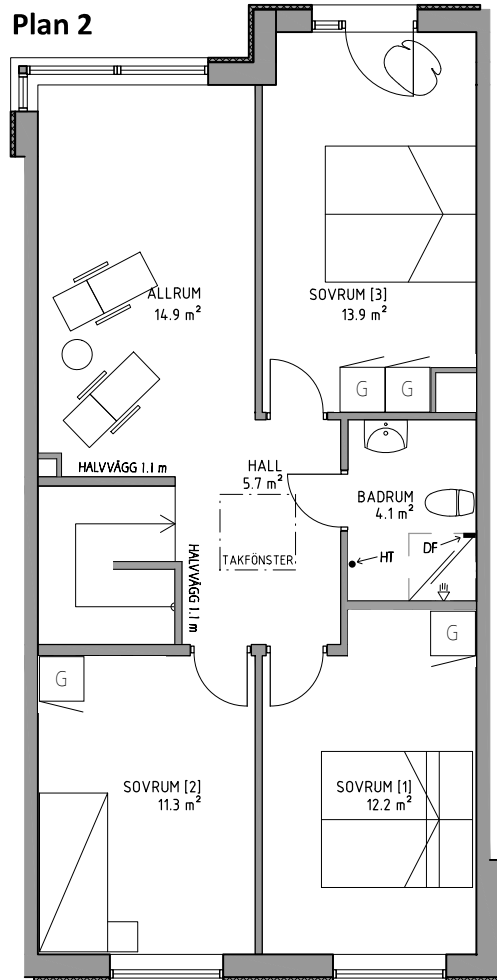 Plan 2
ALLRUM
14.9 m²
SOVRUM [3]
13.9 m²
G
G
HALVVÄGG 1.1 m
HALL
5.7 m²
BADRUM
4.1 m²
TAKFÖNSTER
HALVVÄGG 1.1 m
HT
DF
G
G
SOVRUM [2]
11.3 m²
SOVRUM [1]
12.2 m²